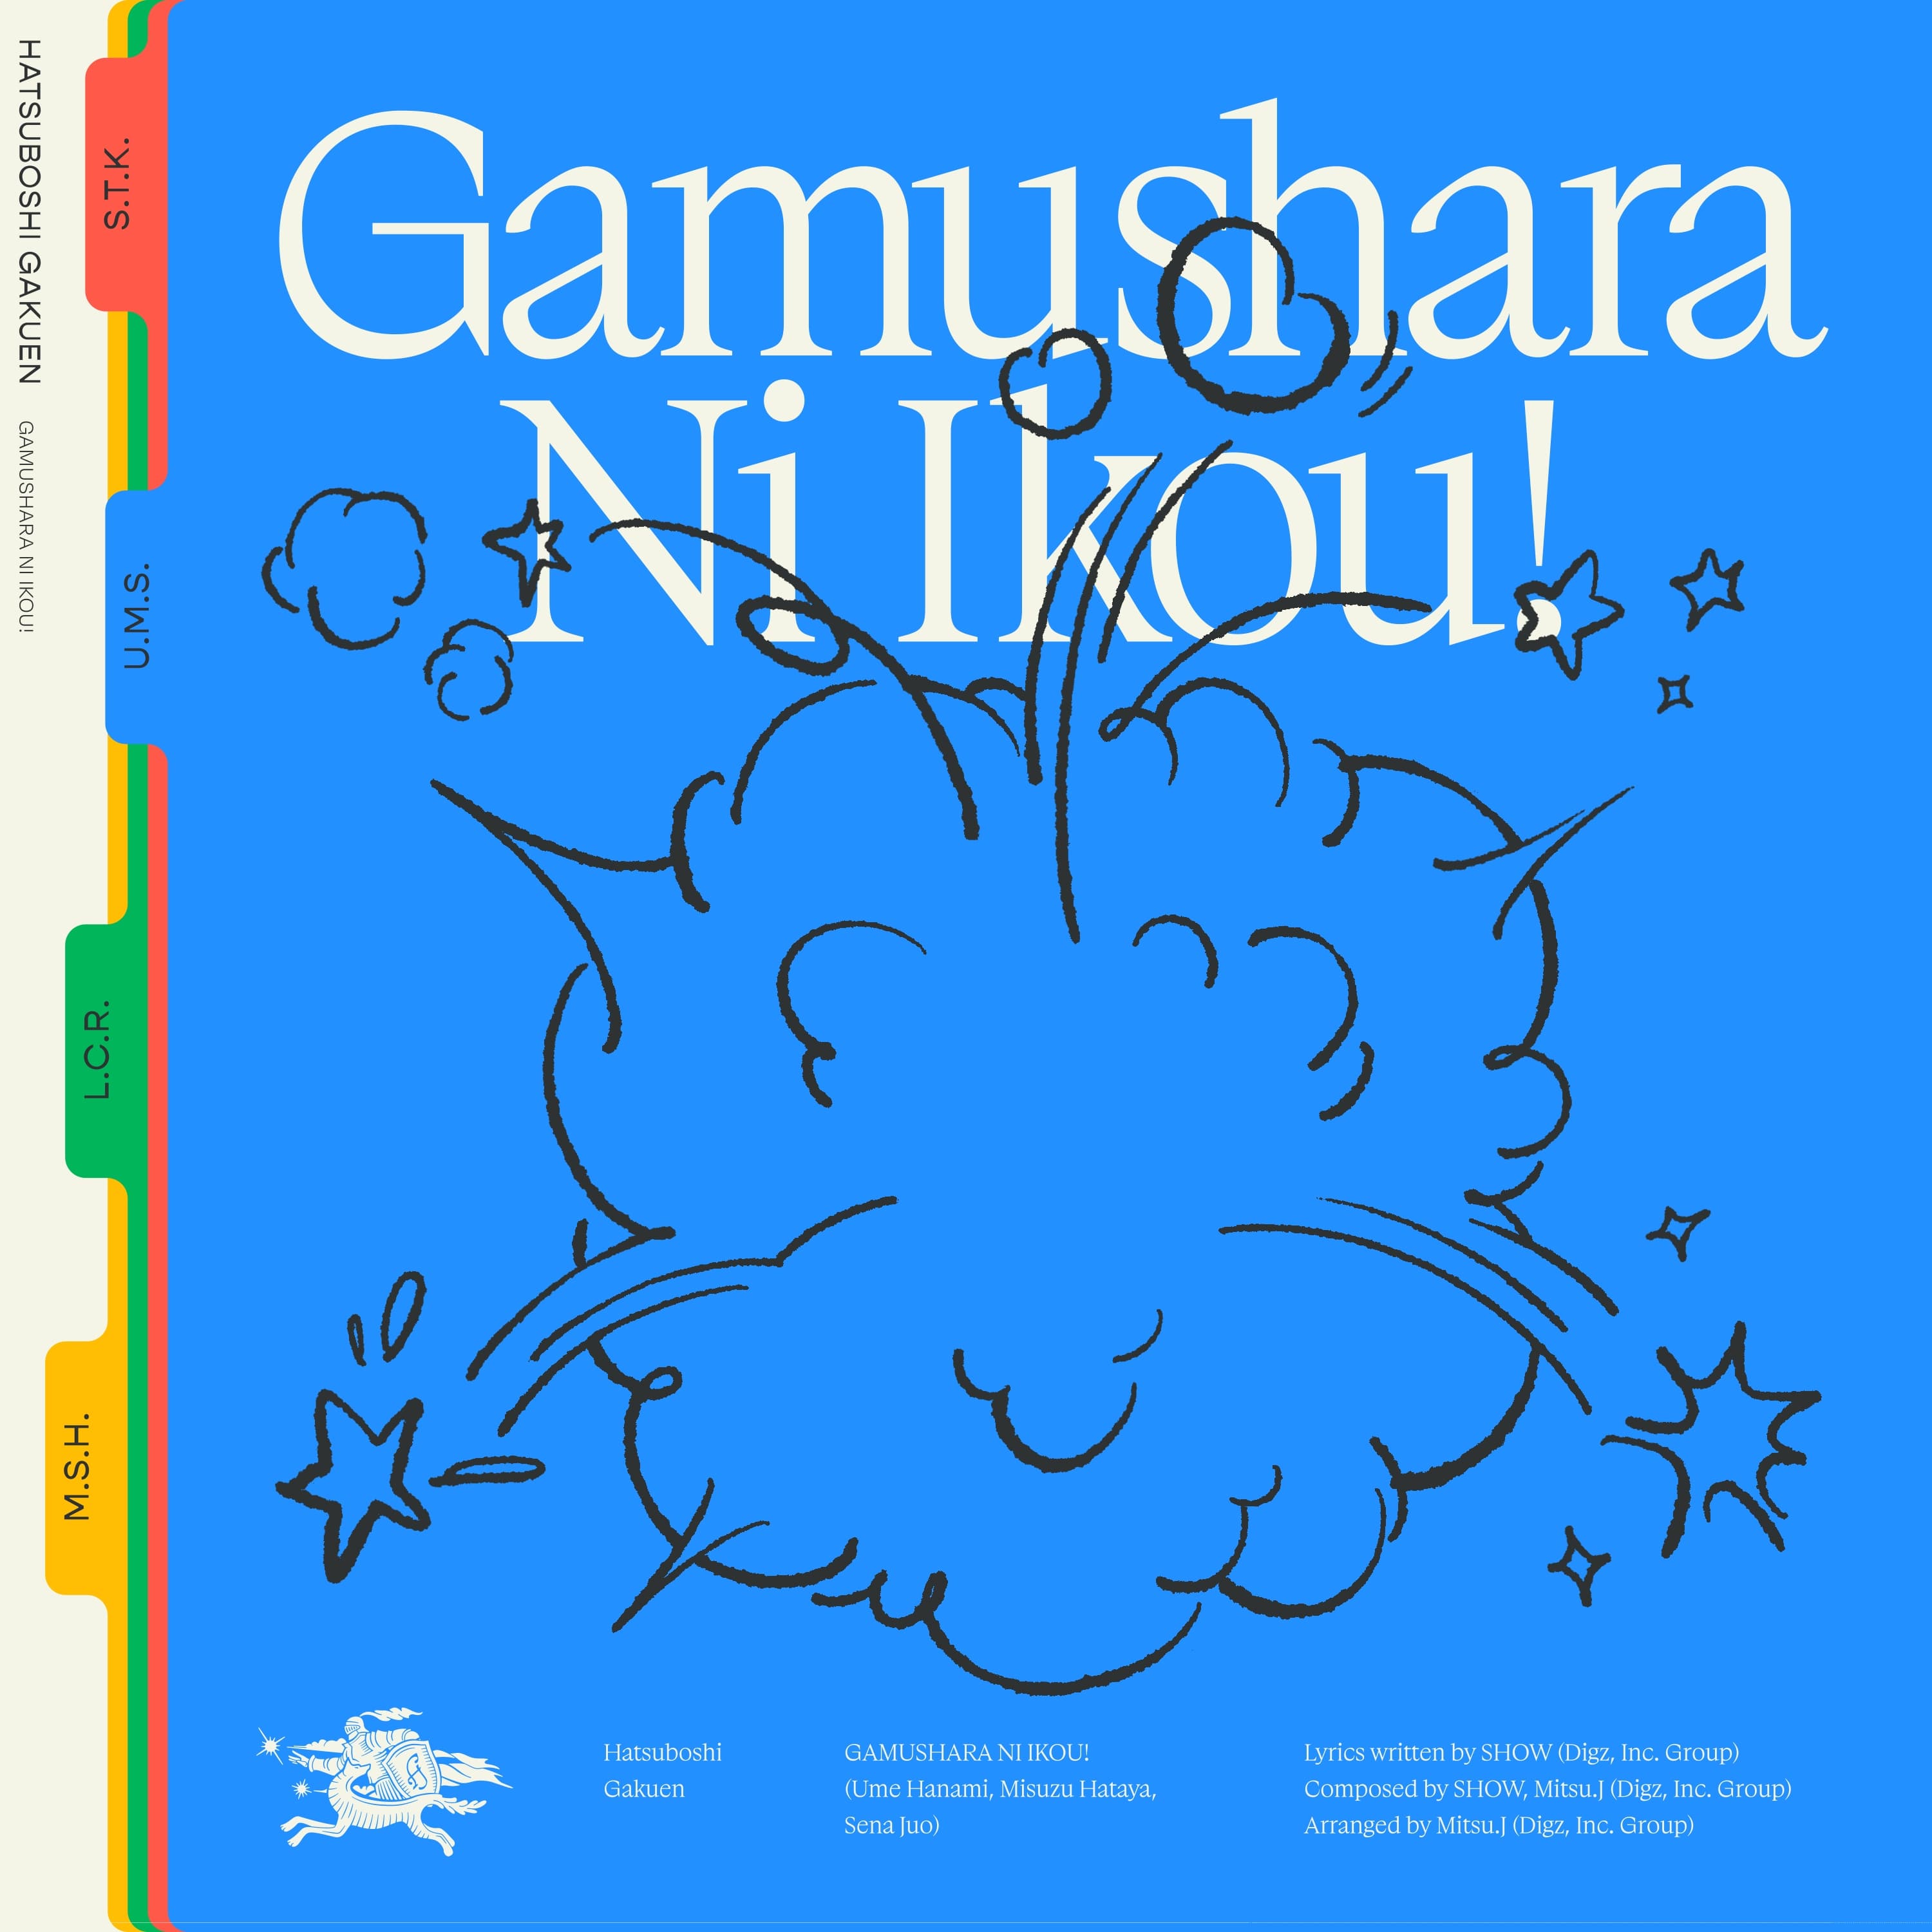 HATSUBOSHI GAKUEN GAMUSHARA NI IKOU!
S.T.K.
U.M.S.
L.C.R.
M.S.H.
Gamushara
Ni Ikou!
Hatsuboshi
Gakuen
GAMUSHARA NI IKOU!
(Ume Hanami, Misuzu Hataya,
Sena Juo)
Lyrics written by SHOW (Digz, Inc. Group)
Composed by SHOW, Mitsu.J (Digz, Inc. Group)
Arranged by Mitsu.J (Digz, Inc. Group)